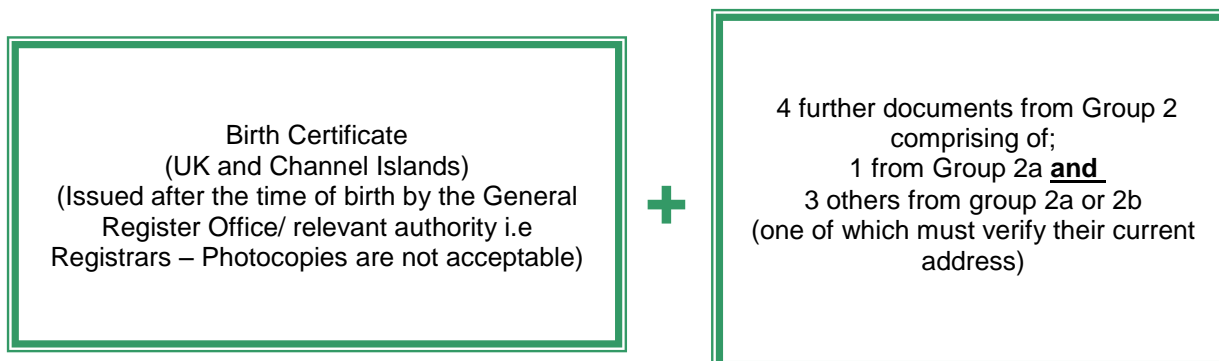 Birth Certificate
(UK and Channel Islands)
(Issued after the time of birth by the General
Register Office/ relevant authority i.e
Registrars – Photocopies are not acceptable)
+
4 further documents from Group 2
comprising of;
1 from Group 2a and
3 others from group 2a or 2b
(one of which must verify their current
address)